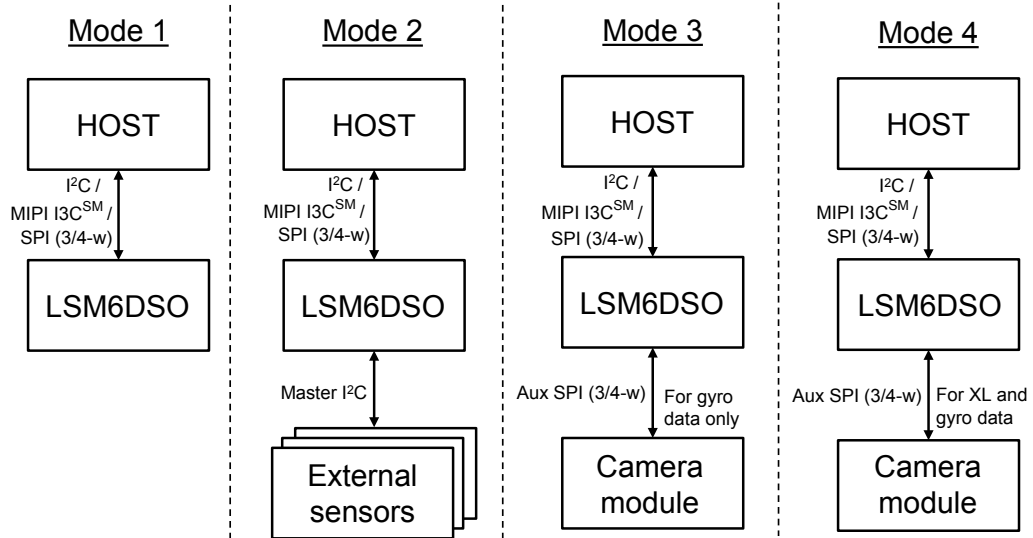 Mode 1
HOST
I²C /
MIPI I3C^SM /
SPI (3/4-w)
LSM6DSO
Mode 2
HOST
I²C /
MIPI I3C^SM /
SPI (3/4-w)
LSM6DSO
Master I²C
External
sensors
Mode 3
HOST
I²C /
MIPI I3C^SM /
SPI (3/4-w)
LSM6DSO
Aux SPI (3/4-w)
For gyro
data only
Camera
module
Mode 4
HOST
I²C /
MIPI I3C^SM /
SPI (3/4-w)
LSM6DSO
Aux SPI (3/4-w)
For XL and
gyro data
Camera
module